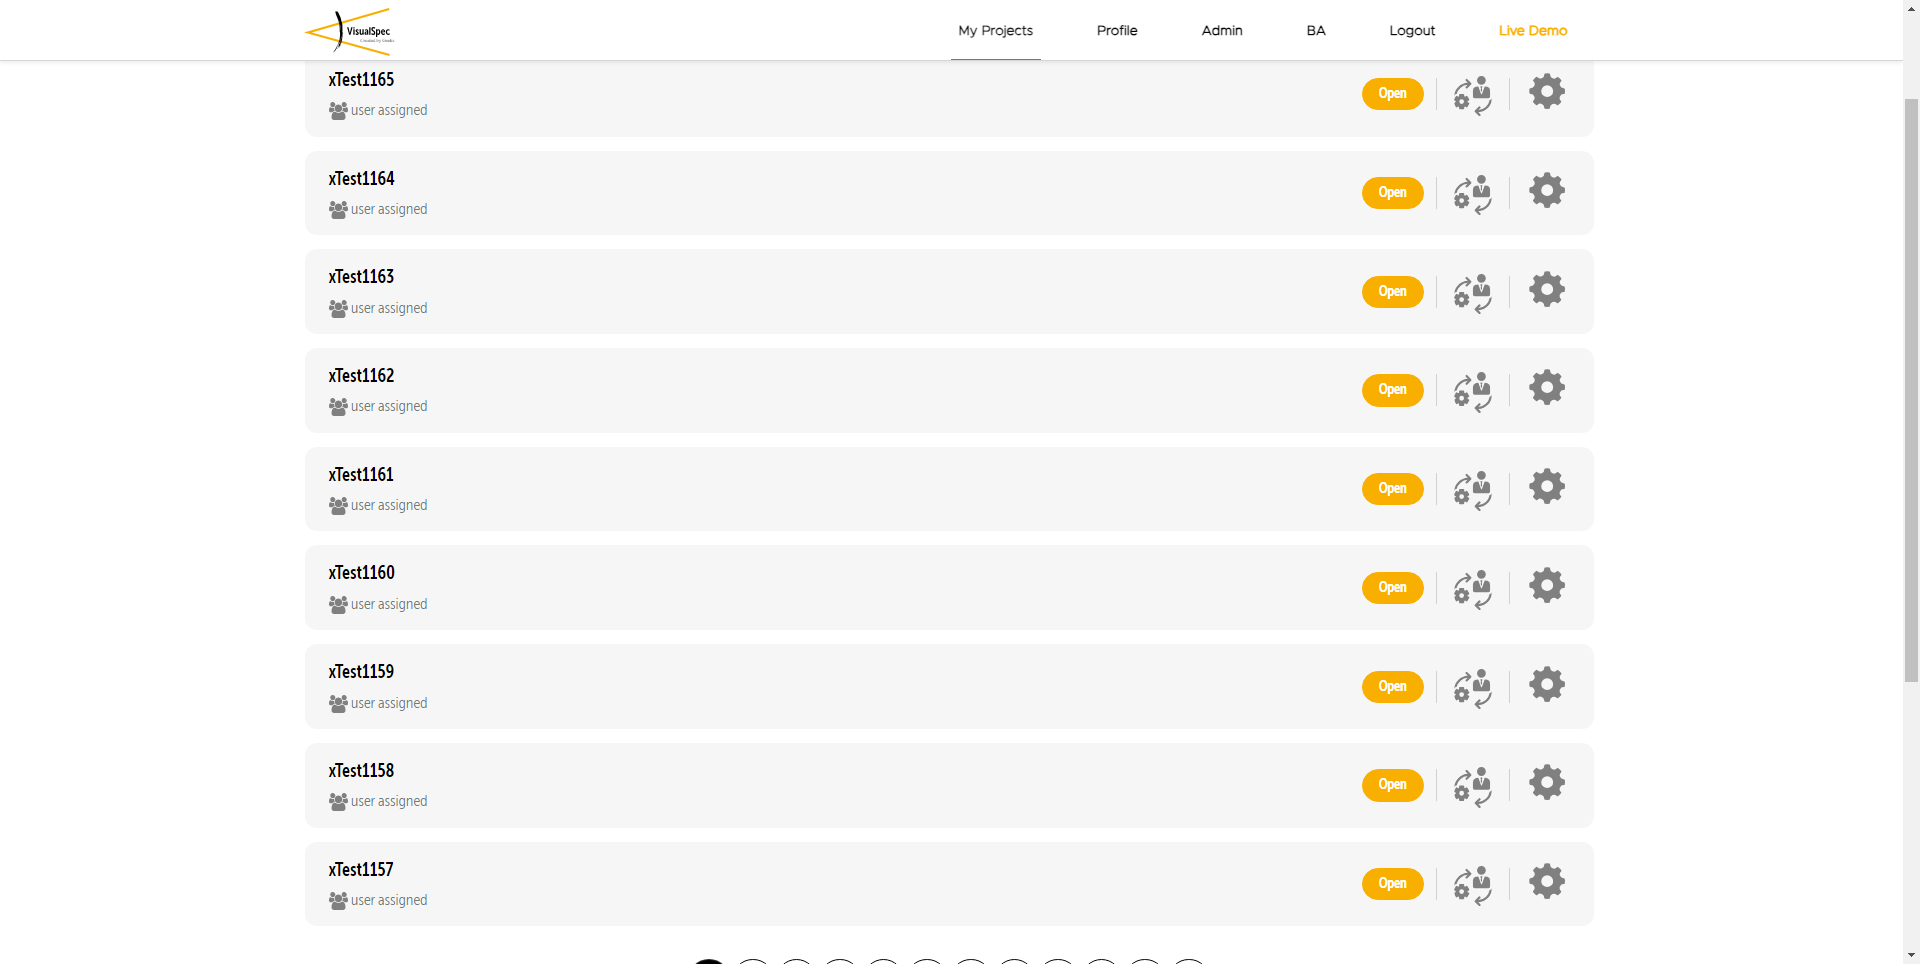 VisualSpec
My Projects
Profile
Admin
BA
Logout
Live Demo
xTest1165
user assigned
Open
xTest1164
user assigned
Open
xTest1163
user assigned
Open
xTest1162
user assigned
Open
xTest1161
user assigned
Open
xTest1160
user assigned
Open
xTest1159
user assigned
Open
xTest1158
user assigned
Open
xTest1157
user assigned
Open